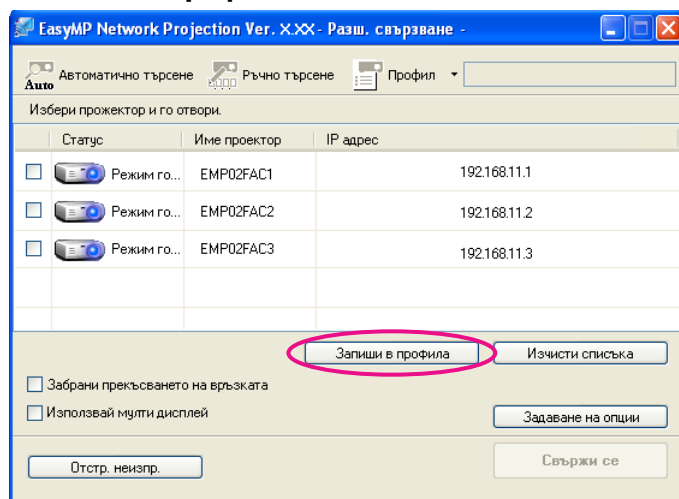 EasyMP Network Projection Ver. X.XX - Разш. свързване -
Auto Автоматично търсене Ръчно търсене Профил
Избери прожектор и го отвори.
Статус Име проектор IP адрес
Режим го... EMP02FAC1 192.168.11.1
Режим го... EMP02FAC2 192.168.11.2
Режим го... EMP02FAC3 192.168.11.3
Запиши в профила Изчисти списъка
Забрани прекъсването на връзката
Използвай мулти дисплей Задаване на опции
Отстр. неизпр. Свържи се